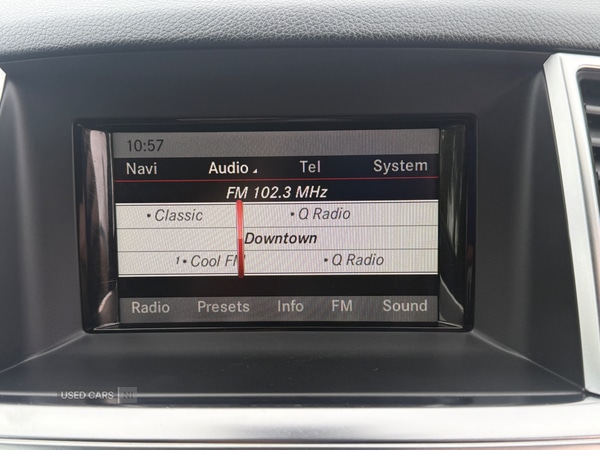 10:57
Navi Audio Tel System
FM 102.3 MHz
• Classic • Q Radio
Downtown
1• Cool FM • Q Radio
Radio Presets Info FM Sound
USED CARS NI